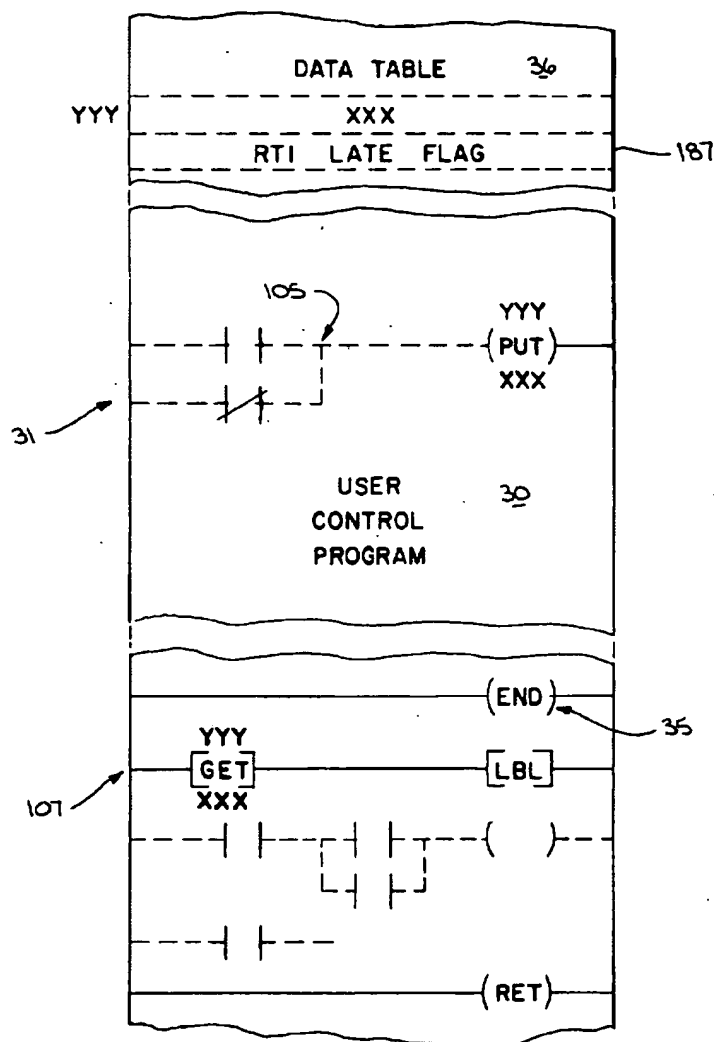 DATA TABLE 36
YYY XXX
RTI LATE FLAG 187
105 YYY
(PUT)
XXX
31
USER 30
CONTROL
PROGRAM
(END)
35
YYY
[GET] [LBL]
107 XXX
( )
(RET)